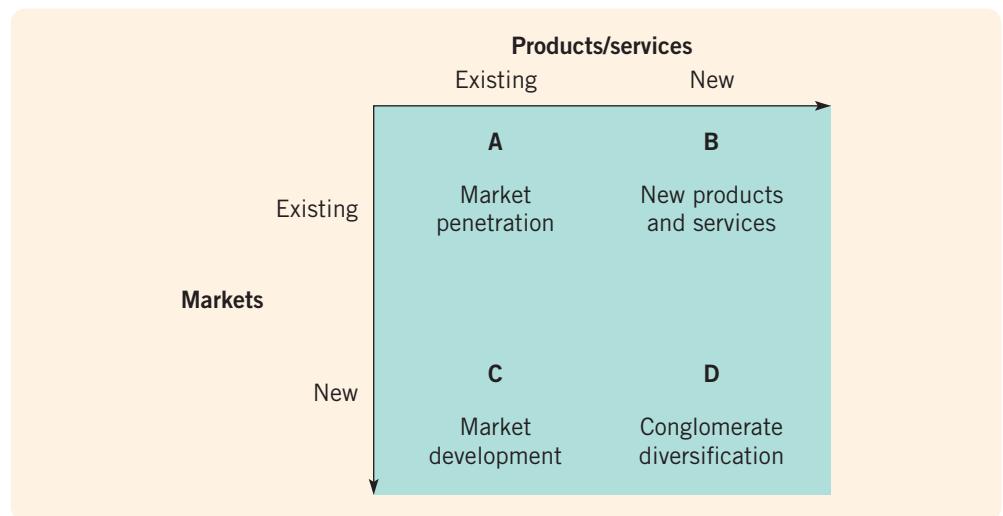 Products/services
Existing
New
A
B
Existing
Market
penetration
New products
and services
Markets
C
D
New
Market
development
Conglomerate
diversification